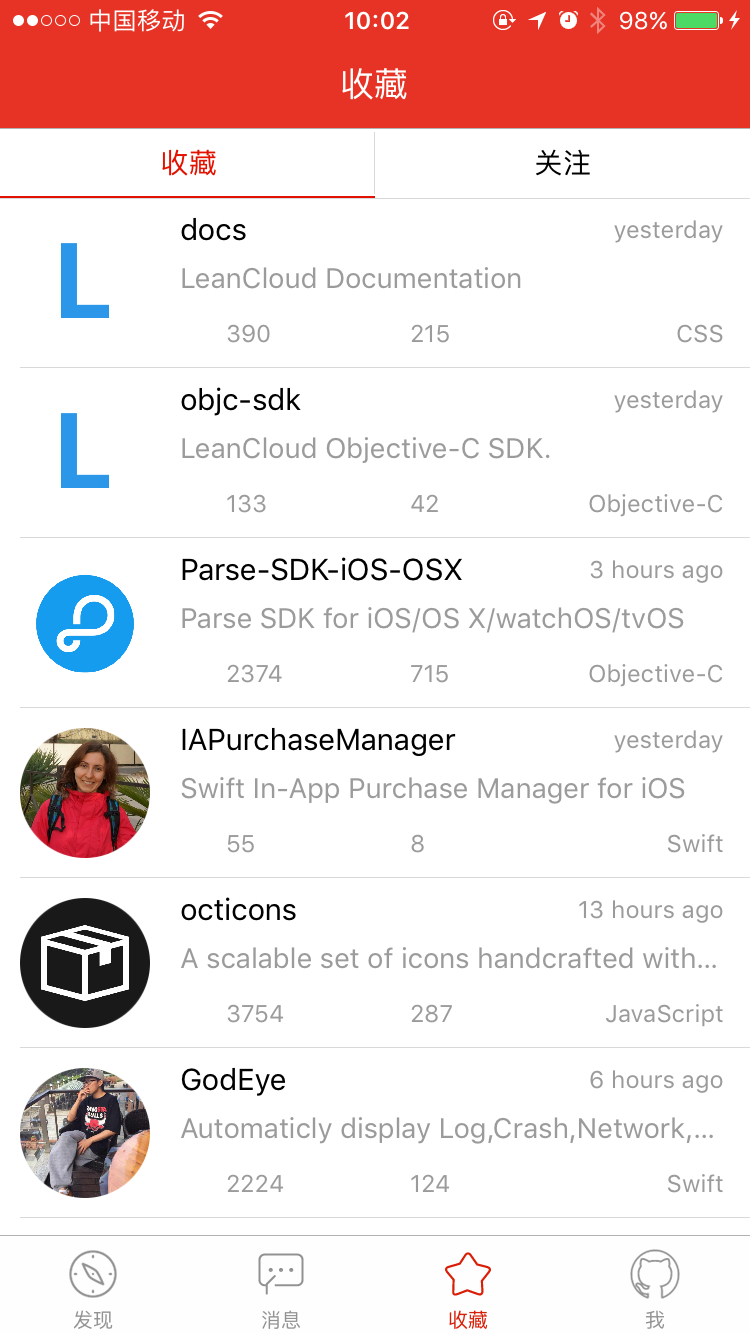 中国移动 10:02 98%
收藏
收藏 关注
docs yesterday
LeanCloud Documentation
390 215 CSS
objc-sdk yesterday
LeanCloud Objective-C SDK.
133 42 Objective-C
Parse-SDK-iOS-OSX 3 hours ago
Parse SDK for iOS/OS X/watchOS/tvOS
2374 715 Objective-C
IAPurchaseManager yesterday
Swift In-App Purchase Manager for iOS
55 8 Swift
octicons 13 hours ago
A scalable set of icons handcrafted with...
3754 287 JavaScript
GodEye 6 hours ago
Automaticly display Log,Crash,Network,...
2224 124 Swift
发现 消息 收藏 我